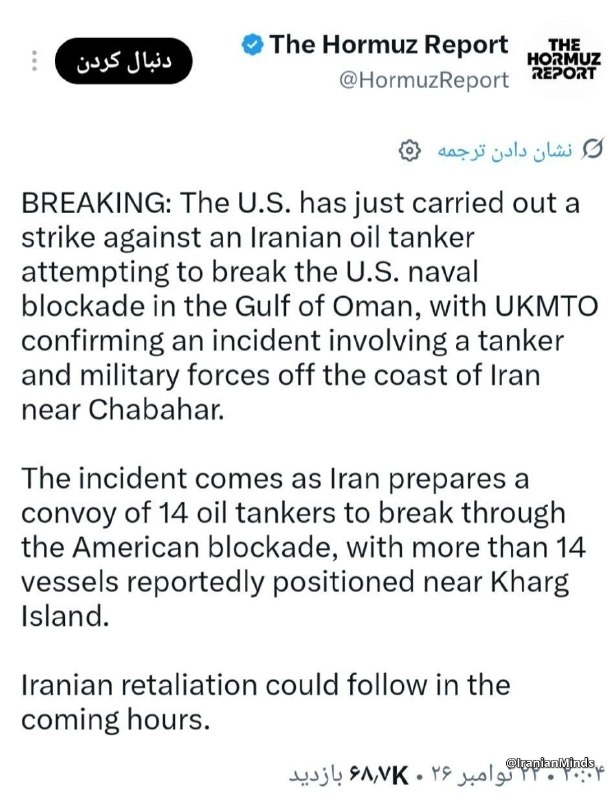 دنبال کردن
The Hormuz Report
@HormuzReport
THE
HORMUZ
REPORT
نشان دادن ترجمه
BREAKING: The U.S. has just carried out a
strike against an Iranian oil tanker
attempting to break the U.S. naval
blockade in the Gulf of Oman, with UKMTO
confirming an incident involving a tanker
and military forces off the coast of Iran
near Chabahar.
The incident comes as Iran prepares a
convoy of 14 oil tankers to break through
the American blockade, with more than 14
vessels reportedly positioned near Kharg
Island.
Iranian retaliation could follow in the
coming hours.
نوامبر ۲۶ • ۶۸٫۷K بازدید
@IranianMinds